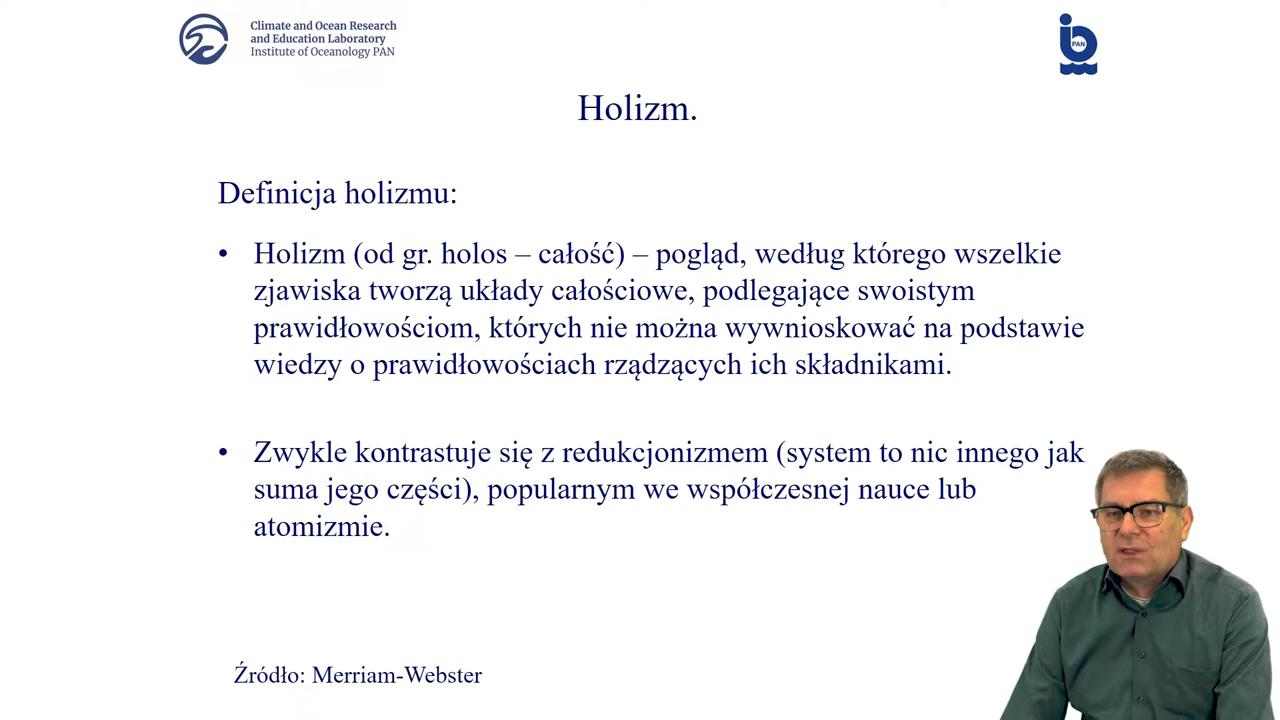 Climate and Ocean Research
and Education Laboratory
Institute of Oceanology PAN
PAN
Holizm.
Definicja holizmu:
• Holizm (od gr. holos – całość) – pogląd, według którego wszelkie
zjawiska tworzą układy całościowe, podlegające swoistym
prawidłowościom, których nie można wywnioskować na podstawie
wiedzy o prawidłowościach rządzących ich składnikami.
• Zwykle kontrastuje się z redukcjonizmem (system to nic innego jak
suma jego części), popularnym we współczesnej nauce lub
atomizmie.
Źródło: Merriam-Webster